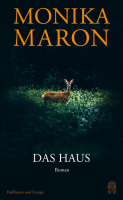 MONIKA
MARON
DAS HAUS
Roman
Hoffmann und Campe